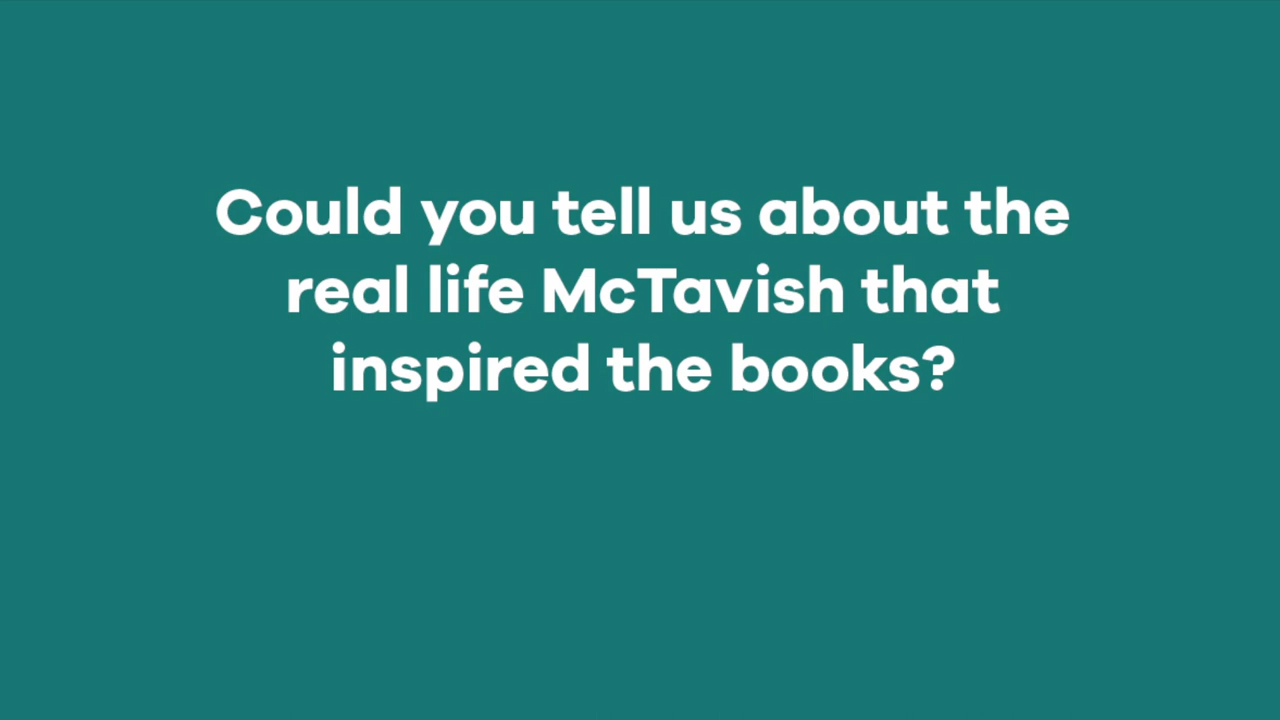 Could you tell us about the
real life McTavish that
inspired the books?